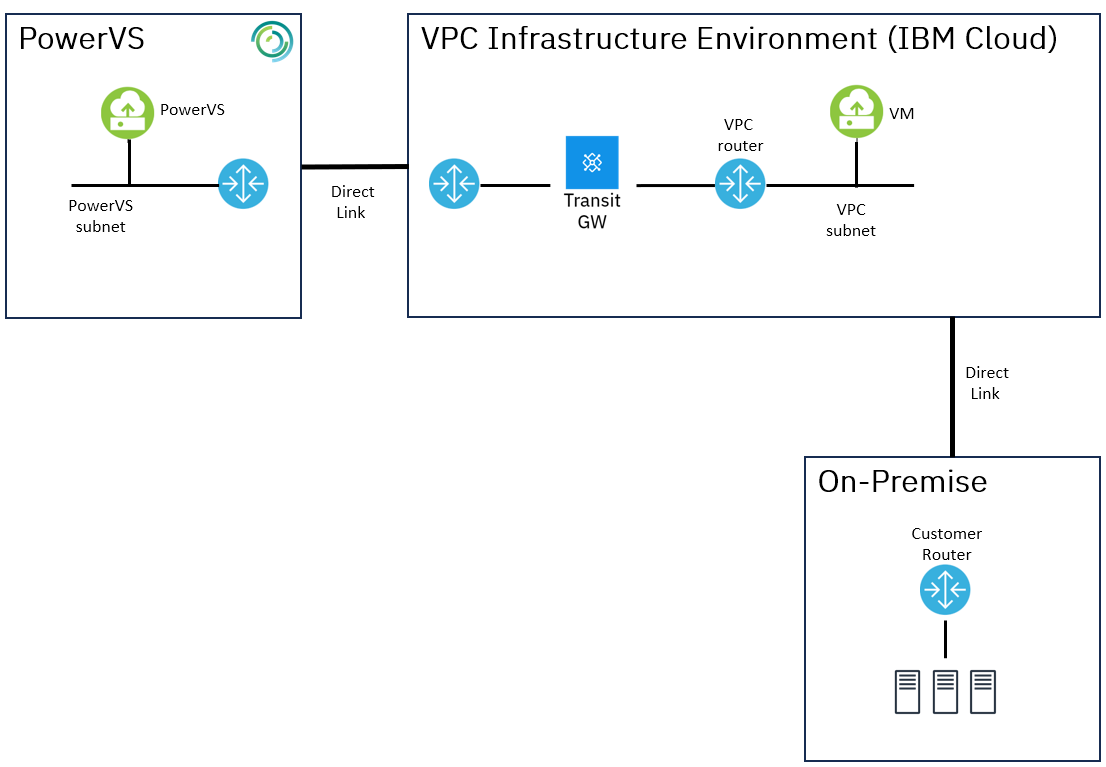 PowerVS
VPC Infrastructure Environment (IBM Cloud)
PowerVS
PowerVS
subnet
Direct
Link
Transit
GW
VPC
router
VM
VPC
subnet
Direct
Link
On-Premise
Customer
Router